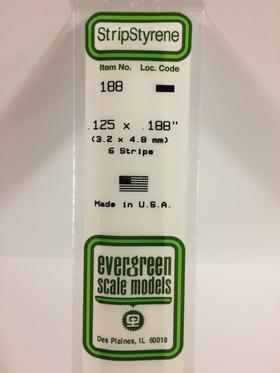 StripStyrene
Item No. Loc. Code
188
.125 x .188"
(3.2 x 4.8 mm)
6 Strips
Made in U.S.A.
evergreen
scale models
Des Plaines, IL 60018